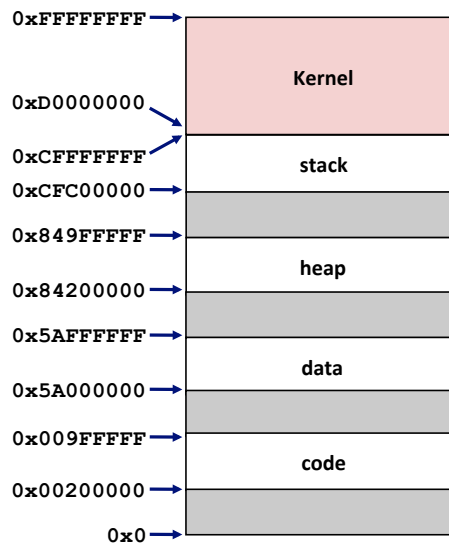 0xFFFFFFFF
Kernel
0xD0000000
0xCFFFFFFF
stack
0xCFC00000
0x849FFFFF
heap
0x84200000
0x5AFFFFFF
data
0x5A000000
0x009FFFFF
code
0x00200000
0x0